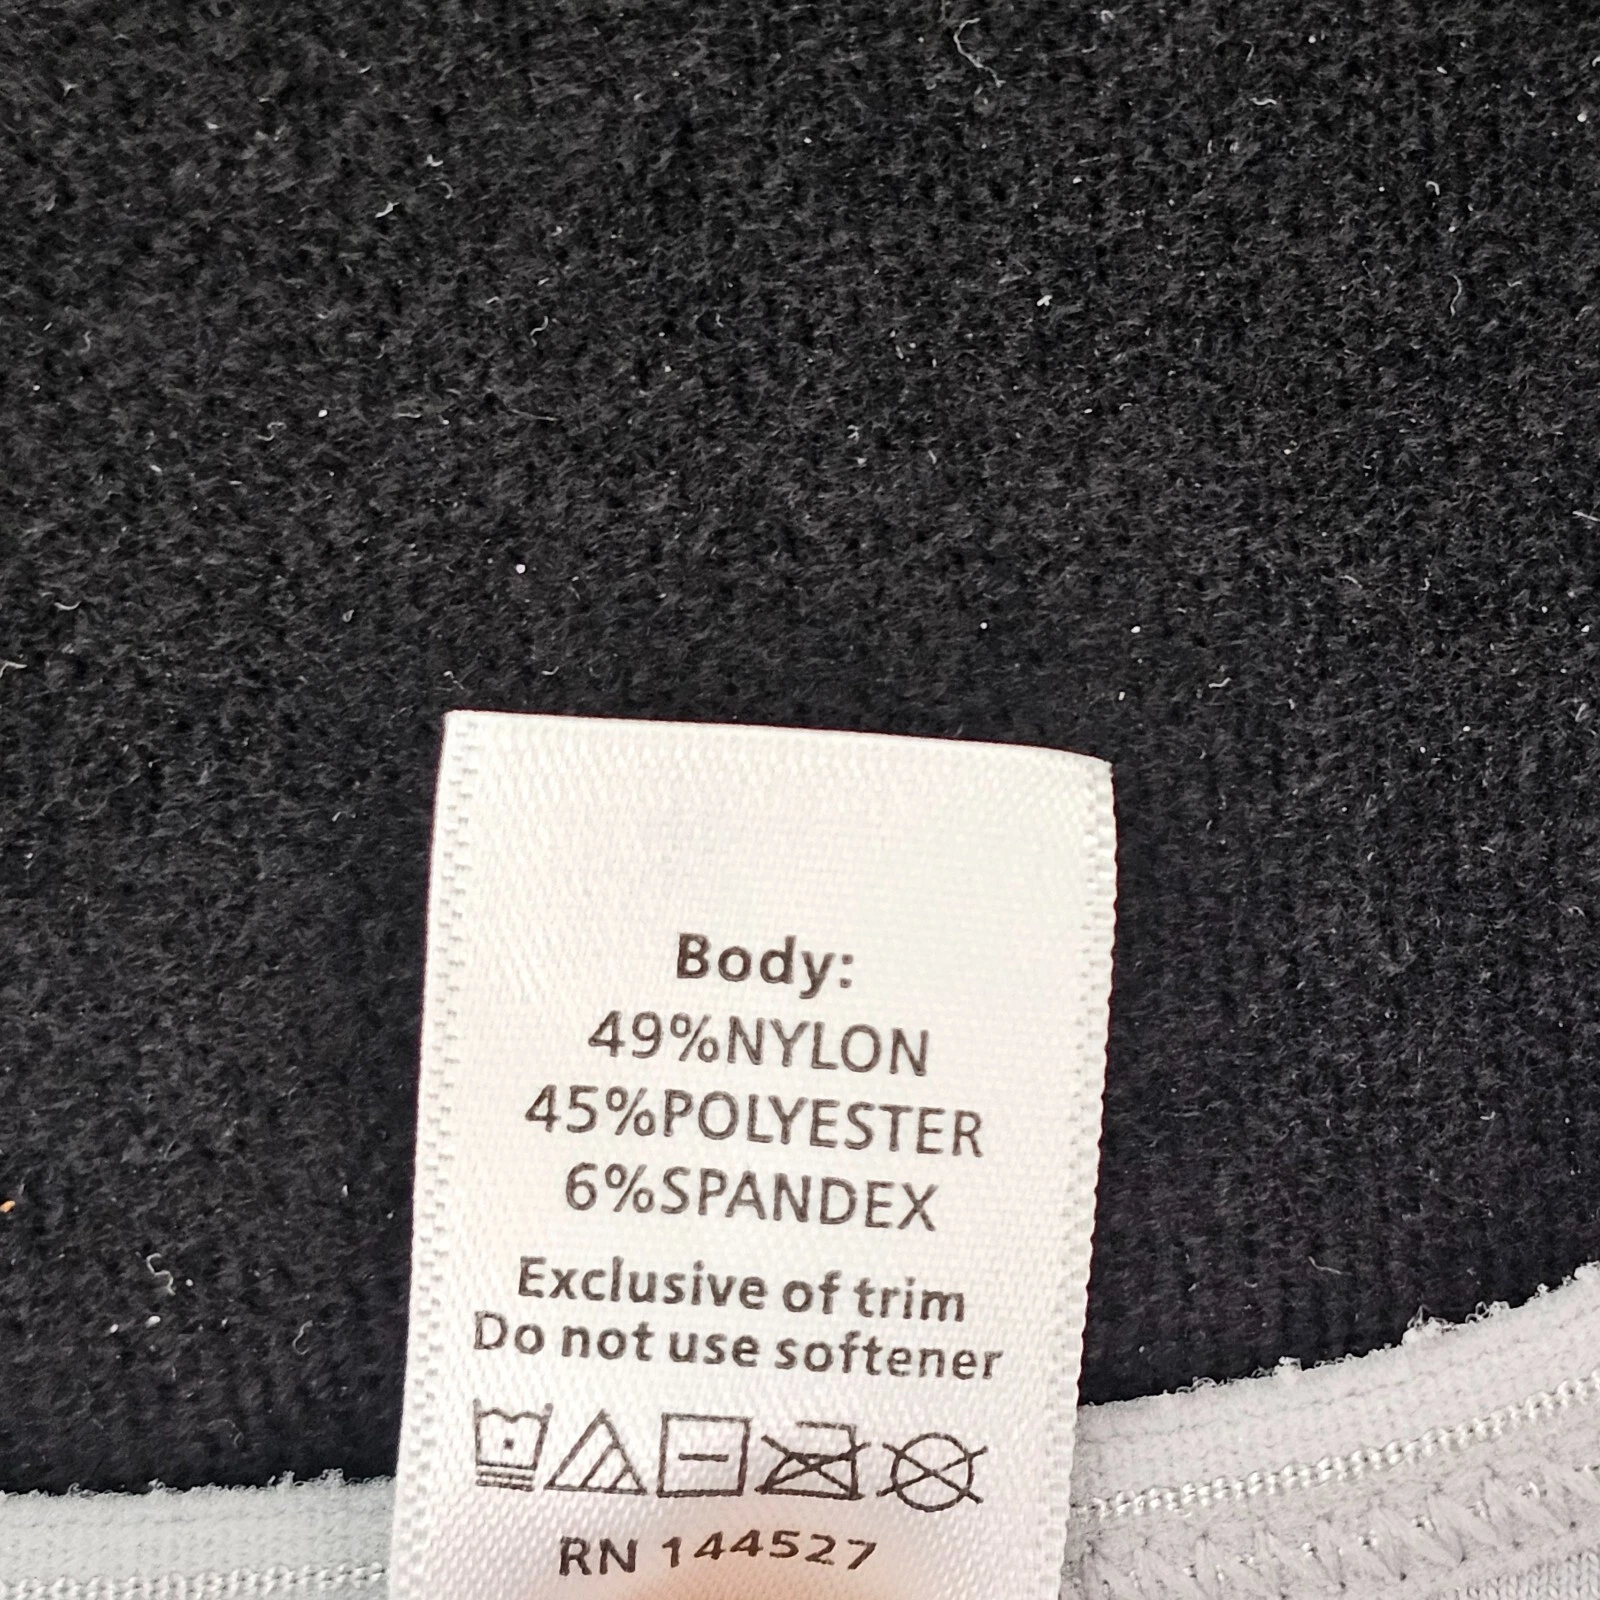 Body:
49%NYLON
45%POLYESTER
6%SPANDEX
Exclusive of trim
Do not use softener
RN 144527